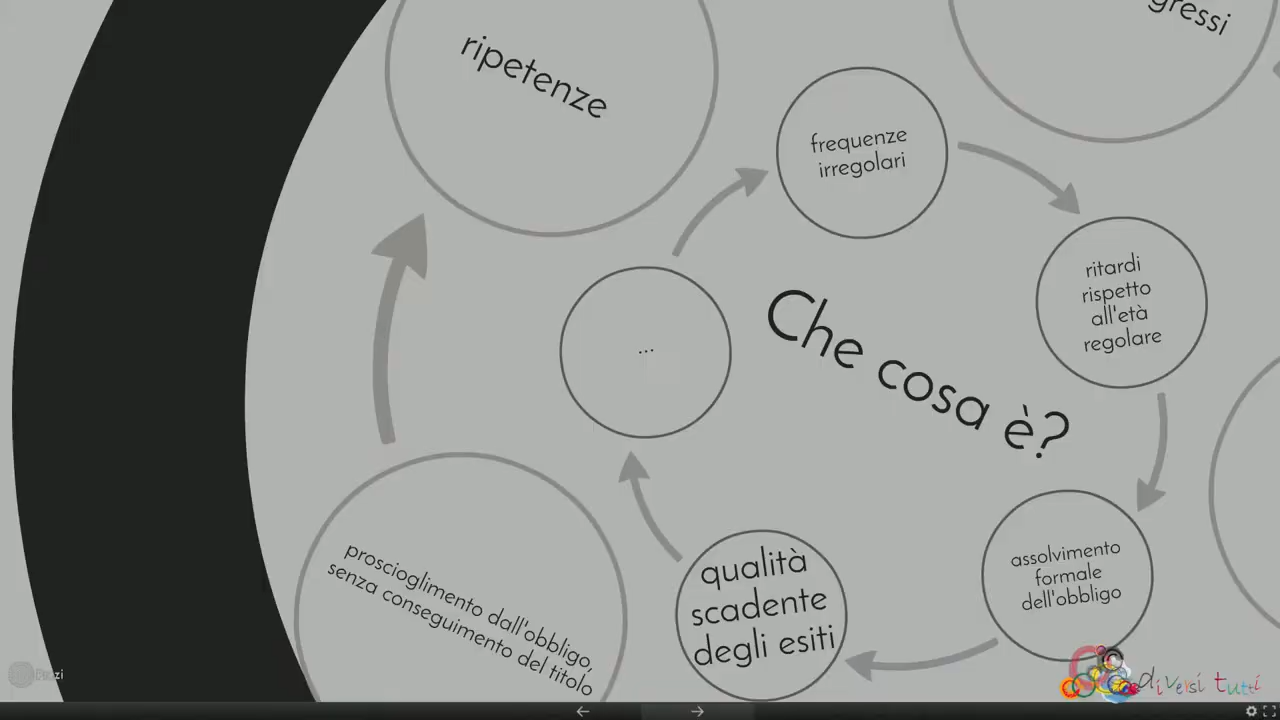 ripetenze
gressi
frequenze
irregolari
ritardi
rispetto
all'età
regolare
...
Che cosa è?
assolvimento
formale
dell'obbligo
qualità
scadente
degli esiti
proscioglimento dall'obbligo,
senza conseguimento del titolo
Prezi
diversi tutti